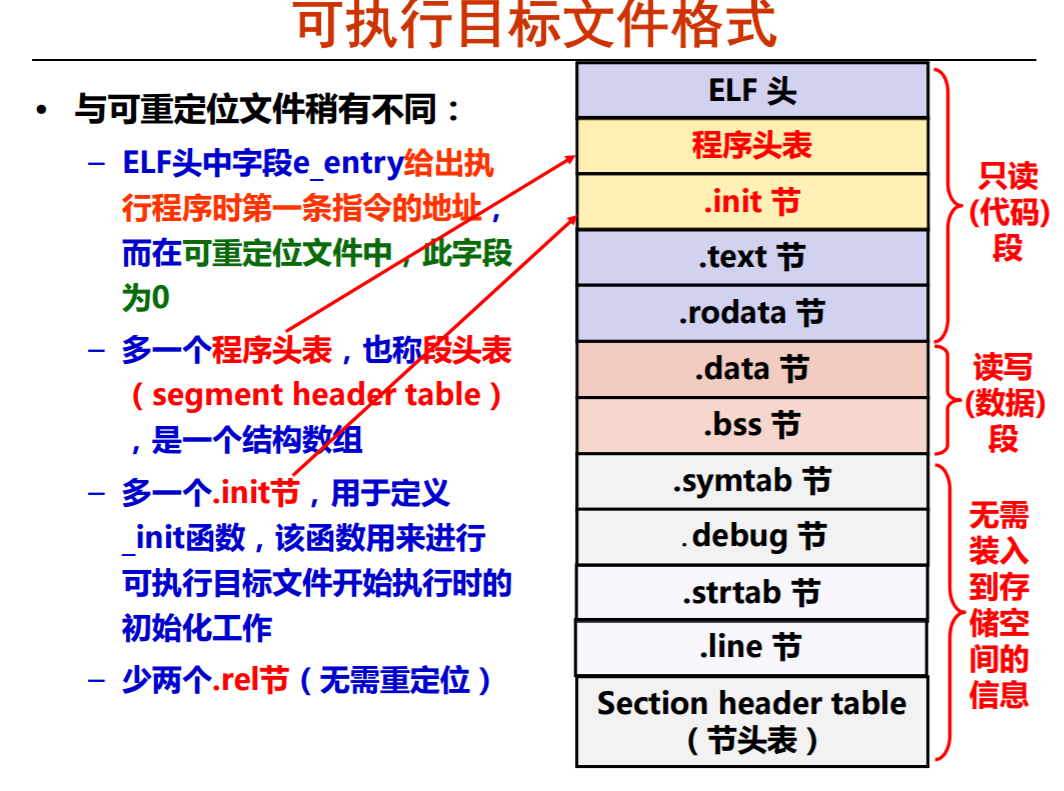 可执行目标文件格式
• 与可重定位文件稍有不同：
– ELF头中字段e_entry给出执
行程序时第一条指令的地址，
而在可重定位文件中，此字段
为0
– 多一个程序头表，也称段头表
（segment header table）
，是一个结构数组
– 多一个.init节，用于定义
_init函数，该函数用来进行
可执行目标文件开始执行时的
初始化工作
– 少两个.rel节（无需重定位）
ELF 头
程序头表
.init 节
.text 节
.rodata 节
.data 节
.bss 节
.symtab 节
.debug 节
.strtab 节
.line 节
Section header table
（节头表）
只读
(代码)
段
读写
(数据)
段
无需
装入
到存
储空
间的
信息